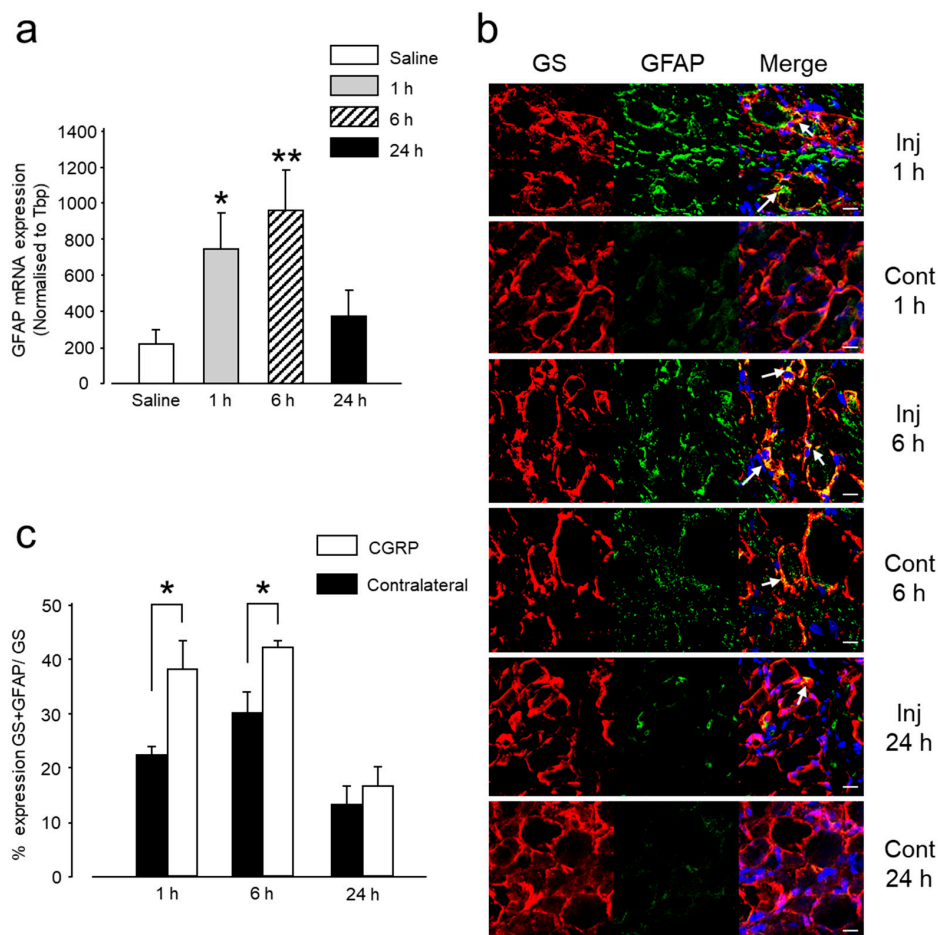 a
Saline
1 h
6 h
24 h
GFAP mRNA expression
(Normalised to Tbp)
1400
1200
1000
800
600
400
200
0
*
**
Saline 1 h 6 h 24 h
b
GS GFAP Merge
Inj
1 h
Cont
1 h
Inj
6 h
Cont
6 h
Inj
24 h
Cont
24 h
c
CGRP
Contralateral
% expression GS+GFAP/ GS
50
40
30
20
10
0
* *
1 h 6 h 24 h